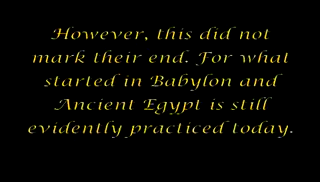 However, this did not
mark their end. For what
started in Babylon and
Ancient Egypt is still
evidently practiced today.